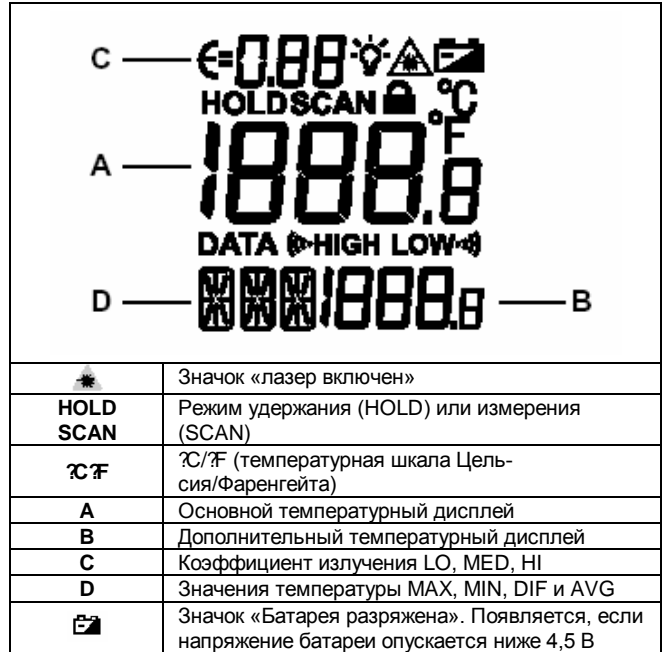 C
€=0.88
HOLD SCAN °C
°F
A
1888.8
DATA HIGH LOW
D
1888.8
B
Значок «лазер включен»
HOLD
SCAN
Режим удержания (HOLD) или измерения
(SCAN)
?C?F
?C/?F (температурная шкала Цель-
сия/Фаренгейта)
A
Основной температурный дисплей
B
Дополнительный температурный дисплей
C
Коэффициент излучения LO, MED, HI
D
Значения температуры MAX, MIN, DIF и AVG
Значок «Батарея разряжена». Появляется, если
напряжение батареи опускается ниже 4,5 В